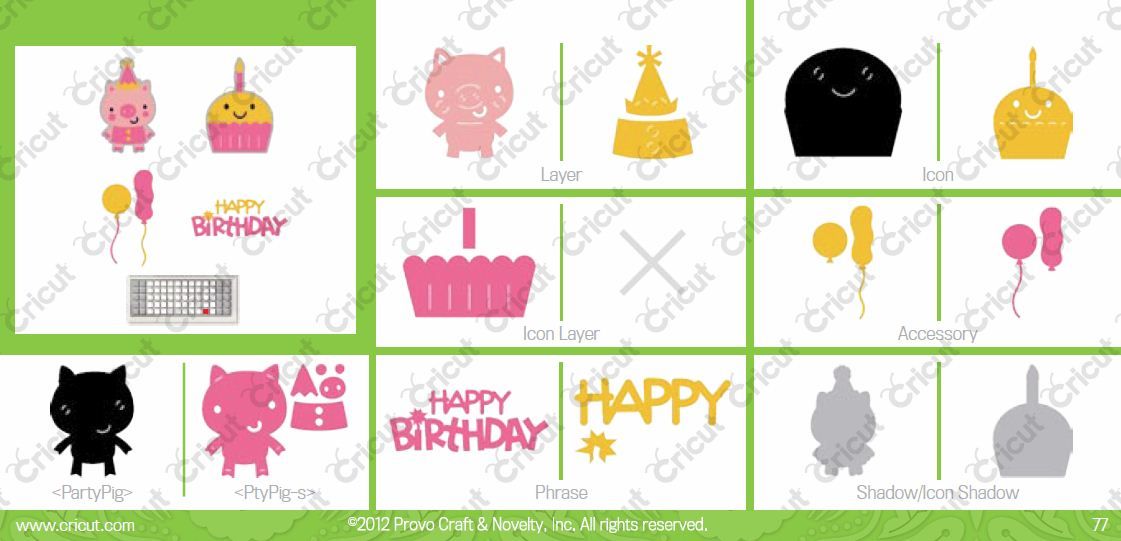 HAPPY
BiRTHDAY
Layer
Icon
Icon Layer
Accessory
HAPPY
BiRTHDAY
HAPPY
<PartyPig>
<PtyPig-s>
Phrase
Shadow/Icon Shadow
www.cricut.com
©2012 Provo Craft & Novelty, Inc. All rights reserved.
77
Cricut